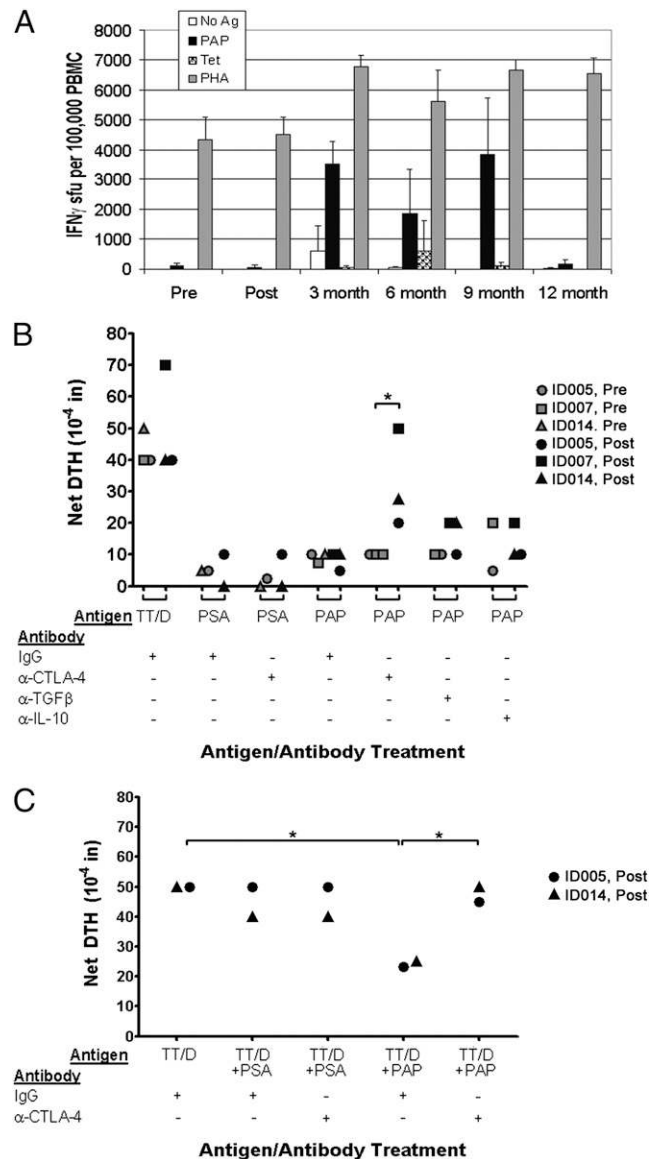 A
No Ag
PAP
Tet
PHA
IFNγ sfu per 100,000 PBMC
7000
6000
5000
4000
3000
2000
1000
0
Pre Post 3 month 6 month 9 month 12 month
B
Net DTH (10⁻⁴ in)
80
70
60
50
40
30
20
10
0
*
ID005, Pre
ID007, Pre
ID014. Pre
ID005, Post
ID007, Post
ID014, Post
Antigen TT/D PSA PSA PAP PAP PAP PAP
Antibody
IgG + + - + - - -
α-CTLA-4 - - + - + - -
α-TGFβ - - - - - + -
α-IL-10 - - - - - - +
Antigen/Antibody Treatment
C
Net DTH (10⁻⁴ in)
80
70
60
50
40
30
20
10
0
* *
ID005, Post
ID014, Post
Antigen TT/D TT/D TT/D TT/D TT/D
+PSA +PSA +PAP +PAP
Antibody
IgG + + - + -
α-CTLA-4 - - + - +
Antigen/Antibody Treatment